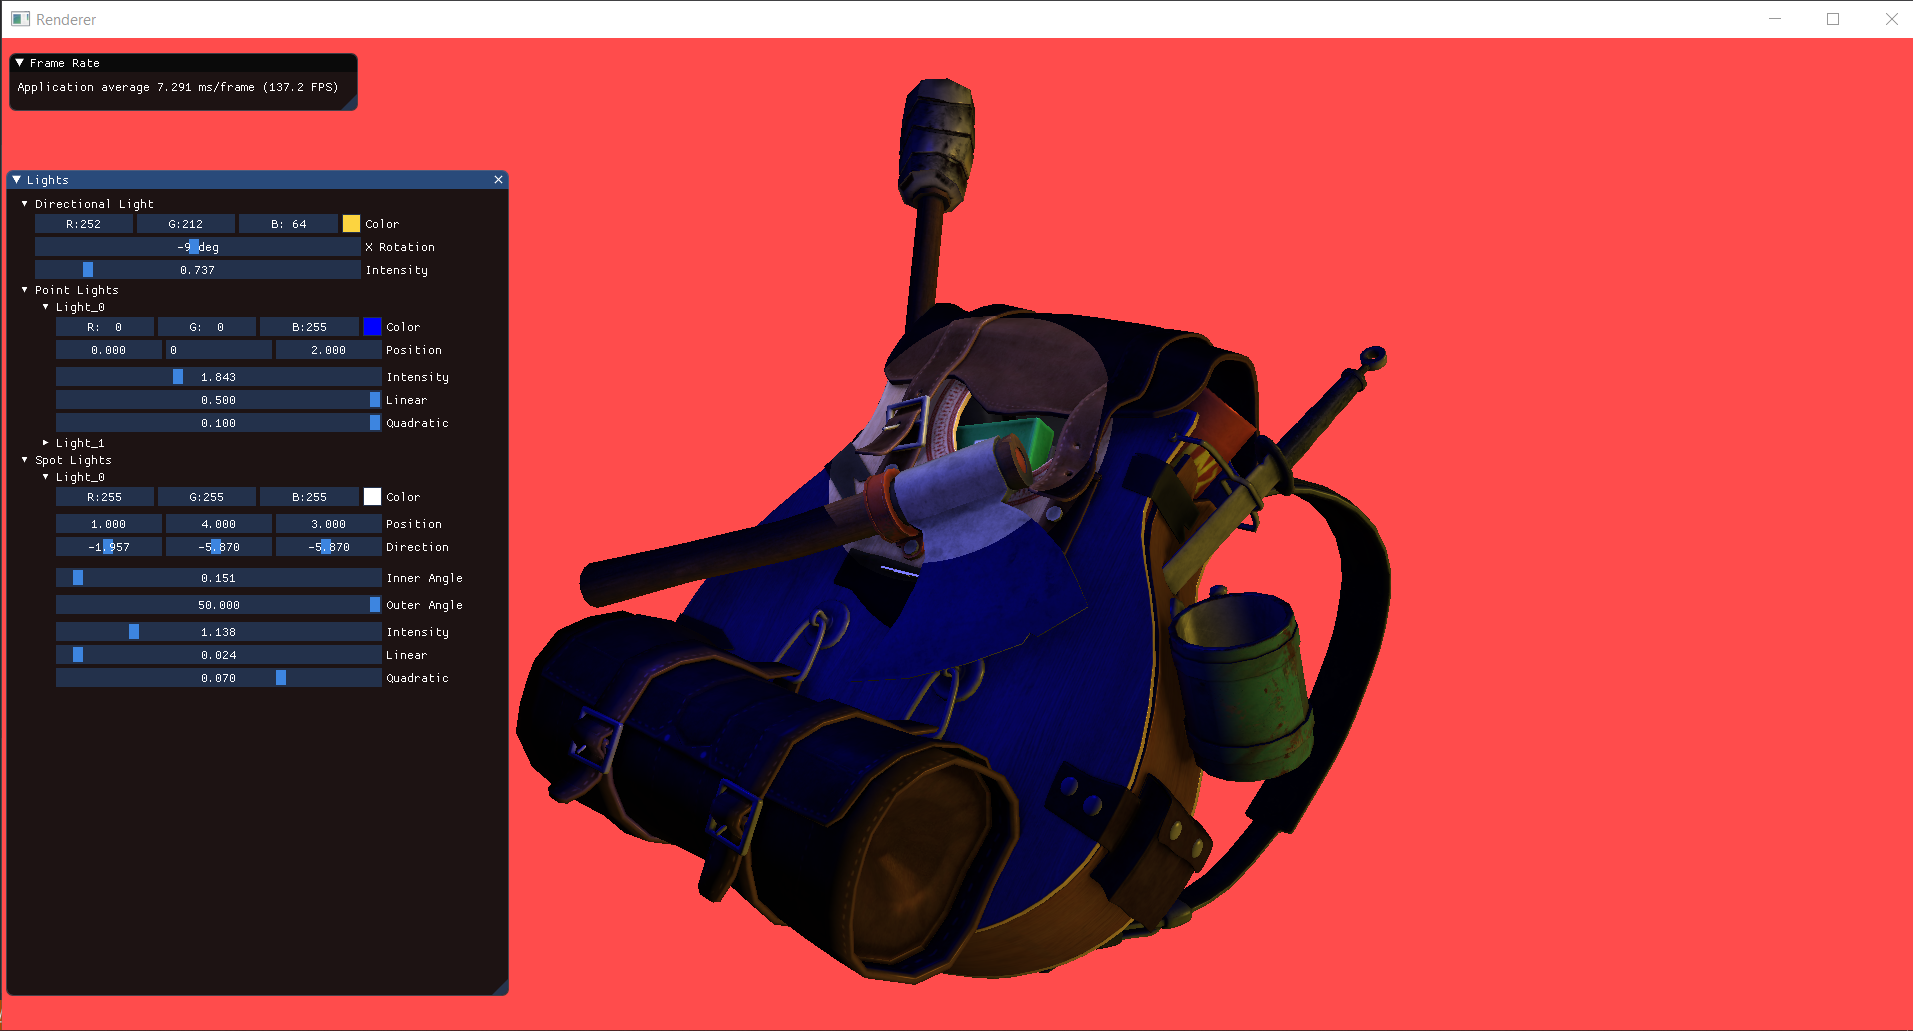 Renderer
Frame Rate
Application average 7.291 ms/frame (137.2 FPS)
Lights
Directional Light
R:252 G:212 B: 64 Color
-9 deg X Rotation
0.737 Intensity
Point Lights
Light_0
R: 0 G: 0 B:255 Color
0.000 0 2.000 Position
1.843 Intensity
0.500 Linear
0.100 Quadratic
Light_1
Spot Lights
Light_0
R:255 G:255 B:255 Color
1.000 4.000 3.000 Position
-1.957 -5.870 -5.870 Direction
0.151 Inner Angle
50.000 Outer Angle
1.138 Intensity
0.024 Linear
0.070 Quadratic